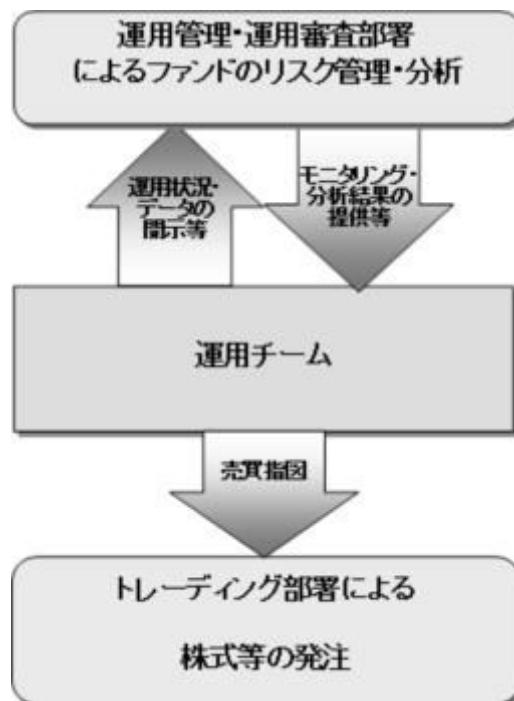 運用管理・運用審査部署
によるファンドのリスク管理・分析
運用状況・
データの
開示等
モニタリング・
分析結果の
提供等
運用チーム
売買指図
トレーディング部署による
株式等の発注